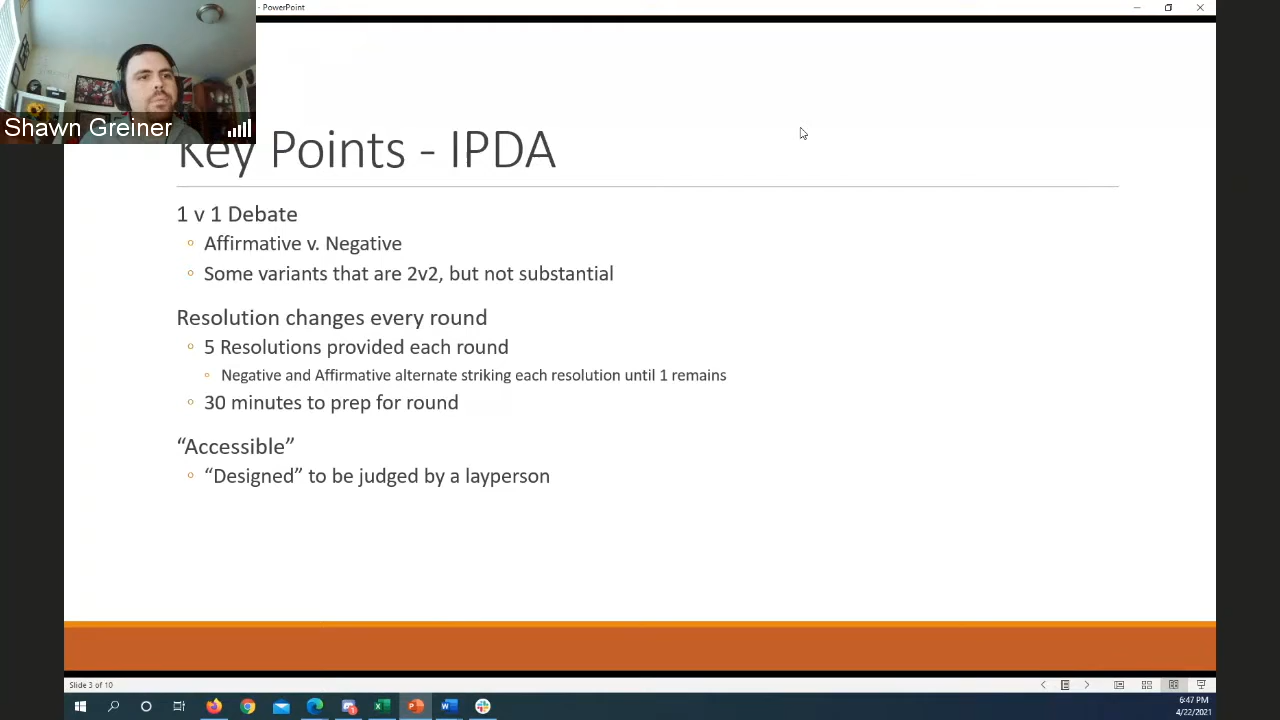 - PowerPoint
Shawn Greiner
Key Points - IPDA
1 v 1 Debate
Affirmative v. Negative
Some variants that are 2v2, but not substantial
Resolution changes every round
5 Resolutions provided each round
Negative and Affirmative alternate striking each resolution until 1 remains
30 minutes to prep for round
“Accessible”
“Designed” to be judged by a layperson
Slide 3 of 10
6:47 PM
4/22/2021